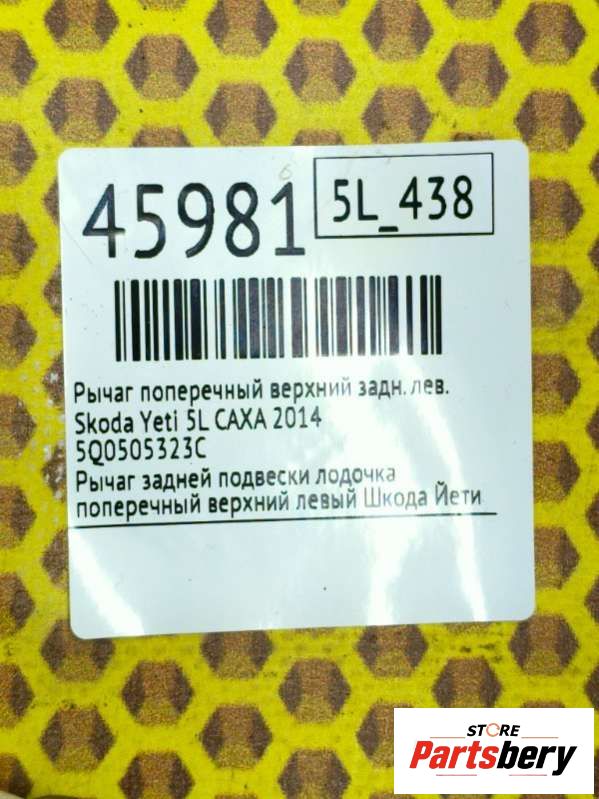 45981
5L_438
Рычаг поперечный верхний задн. лев.
Skoda Yeti 5L CAXA 2014
5Q0505323C
Рычаг задней подвески лодочка
поперечный верхний левый Шкода Йети
STORE
Partsbery